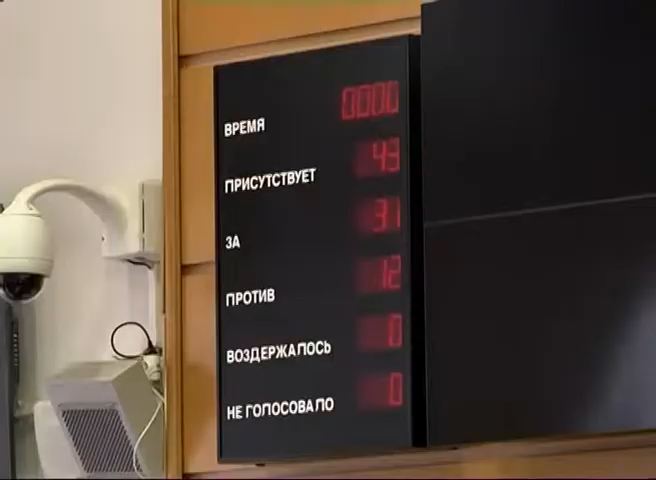 ВРЕМЯ 0000
ПРИСУТСТВУЕТ 43
ЗА 31
ПРОТИВ 12
ВОЗДЕРЖАЛОСЬ 0
НЕ ГОЛОСОВАЛО 0